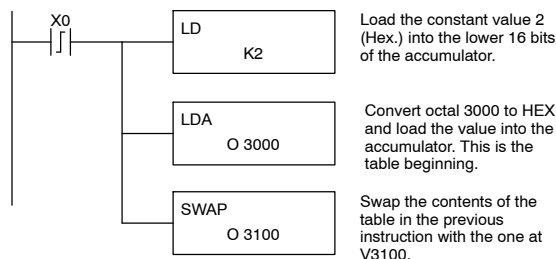 X0
LD
K2
Load the constant value 2
(Hex.) into the lower 16 bits
of the accumulator.
LDA
O 3000
Convert octal 3000 to HEX
and load the value into the
accumulator. This is the
table beginning.
SWAP
O 3100
Swap the contents of the
table in the previous
instruction with the one at
V3100.